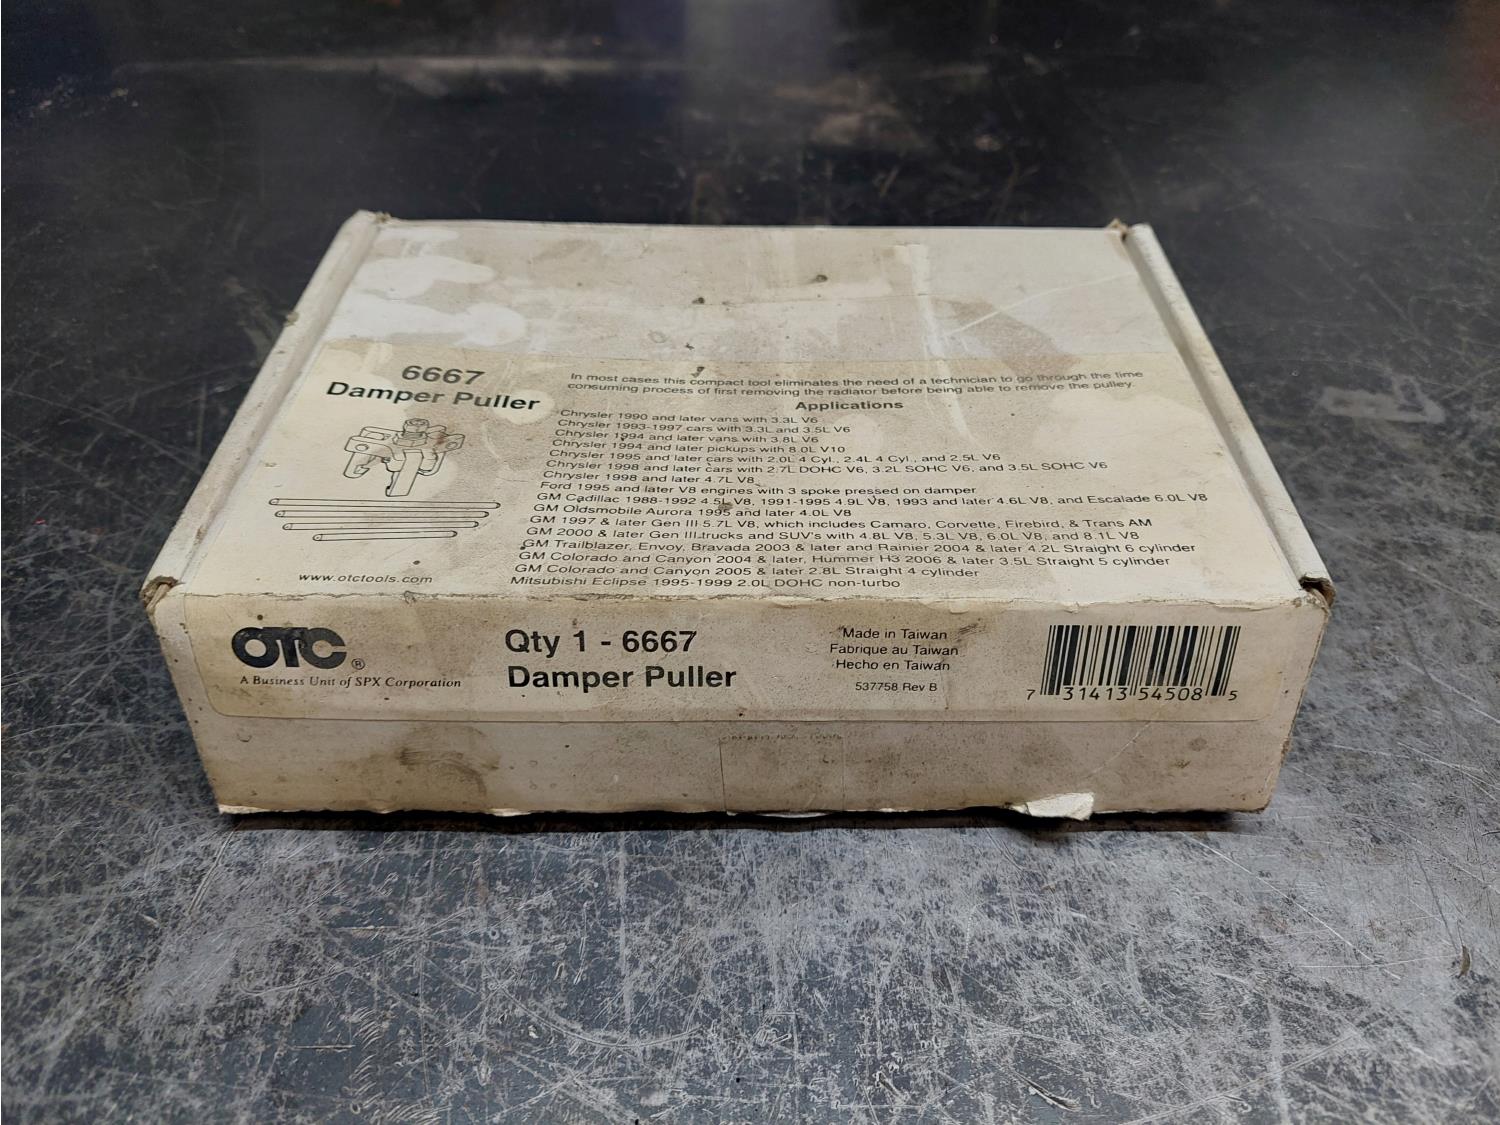 6667
Damper Puller
In most cases this compact tool eliminates the need of a technician to go through the time
consuming process of first removing the radiator before being able to remove the pulley.
Applications
Chrysler 1990 and later vans with 3.3L V6
Chrysler 1993-1997 cars with 3.3L and 3.5L V6
Chrysler 1994 and later vans with 3.8L V6
Chrysler 1994 and later pickups with 8.0L V10
Chrysler 1995 and later cars with 2.0L 4 Cyl., 2.4L 4 Cyl., and 2.5L V6
Chrysler 1998 and later cars with 2.7L DOHC V6, 3.2L SOHC V6, and 3.5L SOHC V6
Chrysler 1998 and later 4.7L V8
Ford 1995 and later V8 engines with 3 spoke pressed on damper
GM Cadillac 1988-1992 4.5L V8, 1991-1995 4.9L V8, 1993 and later 4.6L V8, and Escalade 6.0L V8
GM Oldsmobile Aurora 1995 and later 4.0L V8
GM 1997 & later Gen III 5.7L V8, which includes Camaro, Corvette, Firebird, & Trans AM
GM 2000 & later Gen III trucks and SUV's with 4.8L V8, 5.3L V8, 6.0L V8, and 8.1L V8
GM Trailblazer, Envoy, Bravada 2003 & later and Rainier 2004 & later 4.2L Straight 6 cylinder
GM Colorado and Canyon 2004 & later, Hummer H3 2006 & later 3.5L Straight 5 cylinder
GM Colorado and Canyon 2005 & later 2.8L Straight 4 cylinder
Mitsubishi Eclipse 1995-1999 2.0L DOHC non-turbo
www.otctools.com
OTC®
A Business Unit of SPX Corporation
Qty 1 - 6667
Damper Puller
Made in Taiwan
Fabrique au Taiwan
Hecho en Taiwan
537758 Rev B
7 31413 54508 5